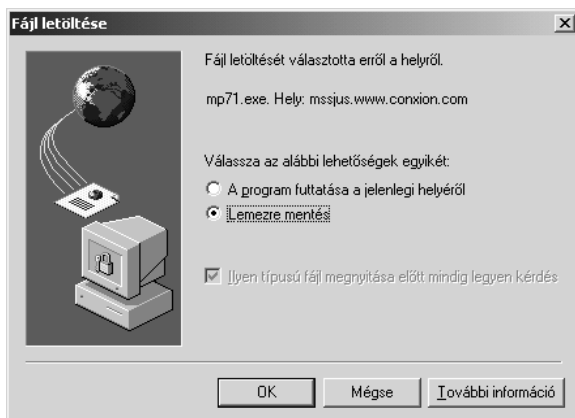 Fájl letöltése
Fájl letöltését választotta erről a helyről.
mp71.exe. Hely: mssjus.www.conxion.com
Válassza az alábbi lehetőségek egyikét:
A program futtatása a jelenlegi helyéről
Lemezre mentés
Ilyen típusú fájl megnyitása előtt mindig legyen kérdés
OK Mégse További információ